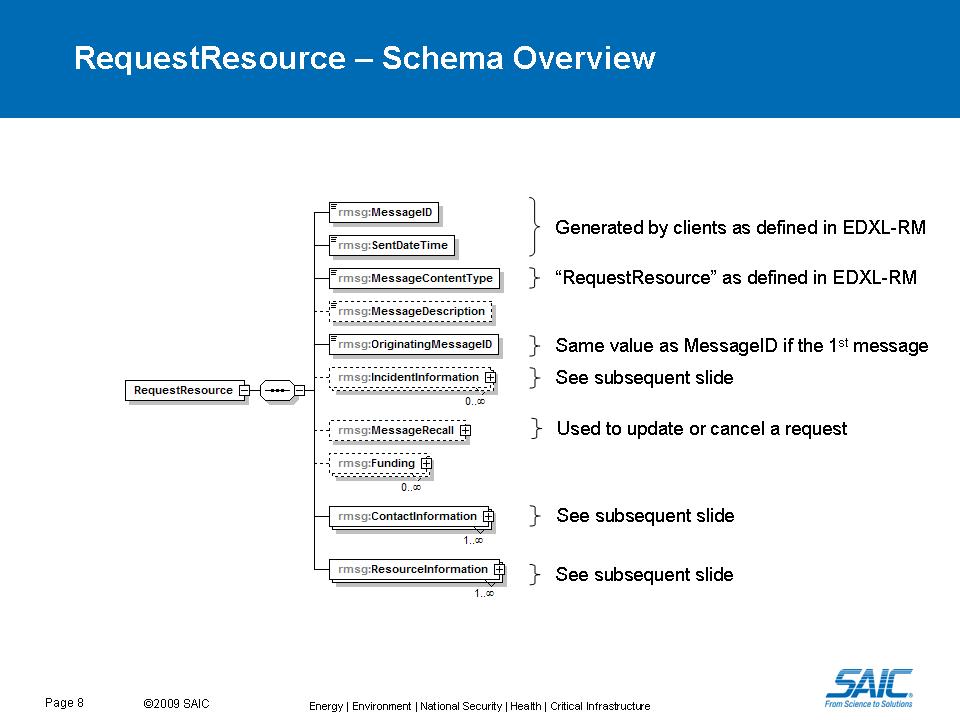 RequestResource – Schema Overview
rmsg:MessageID
Generated by clients as defined in EDXL-RM
rmsg:SentDateTime
rmsg:MessageContentType
“RequestResource” as defined in EDXL-RM
rmsg:MessageDescription
rmsg:OriginatingMessageID
Same value as MessageID if the 1st message
RequestResource
rmsg:IncidentInformation
See subsequent slide
0..∞
rmsg:MessageRecall
Used to update or cancel a request
rmsg:Funding
0..∞
rmsg:ContactInformation
See subsequent slide
1..∞
rmsg:ResourceInformation
See subsequent slide
1..∞
Page 8
©2009 SAIC
Energy | Environment | National Security | Health | Critical Infrastructure
SAIC
From Science to Solutions